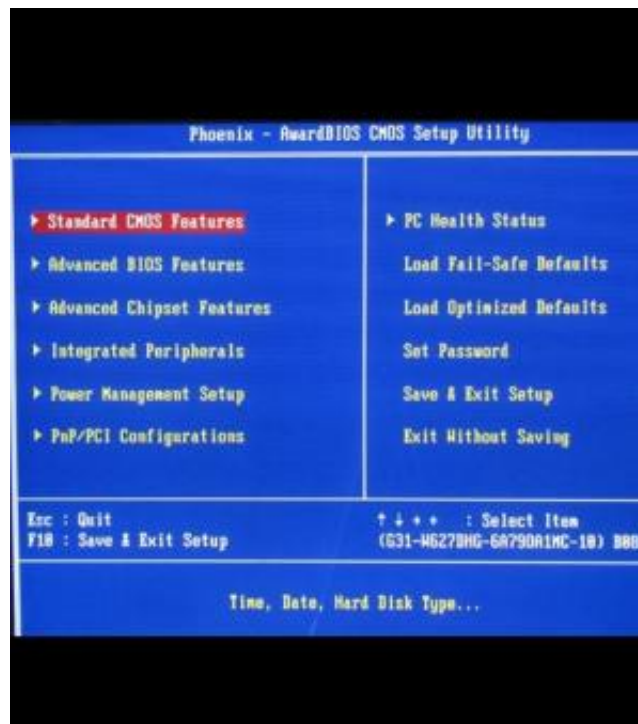 Phoenix - AwardBIOS CMOS Setup Utility
Standard CMOS Features
Advanced BIOS Features
Advanced Chipset Features
Integrated Peripherals
Power Management Setup
PnP/PCI Configurations
PC Health Status
Load Fail-Safe Defaults
Load Optimized Defaults
Set Password
Save & Exit Setup
Exit Without Saving
Esc : Quit
F10 : Save & Exit Setup
↑ ↓ → ← : Select Item
Time, Date, Hard Disk Type...